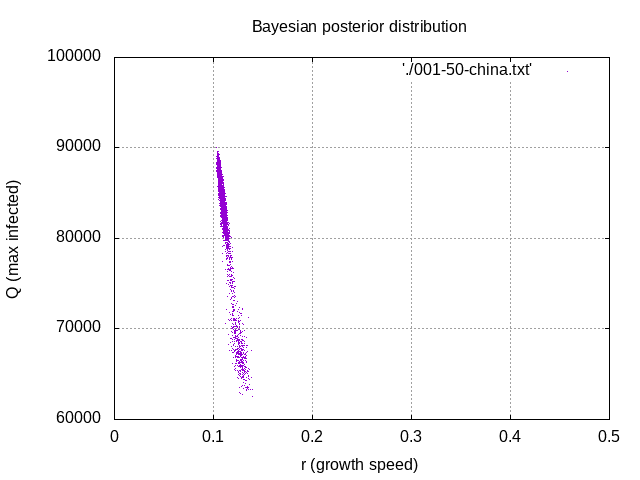 Bayesian posterior distribution
'./001-50-china.txt'
100000
90000
80000
70000
60000
Q (max infected)
0
0.1
0.2
0.3
0.4
0.5
r (growth speed)